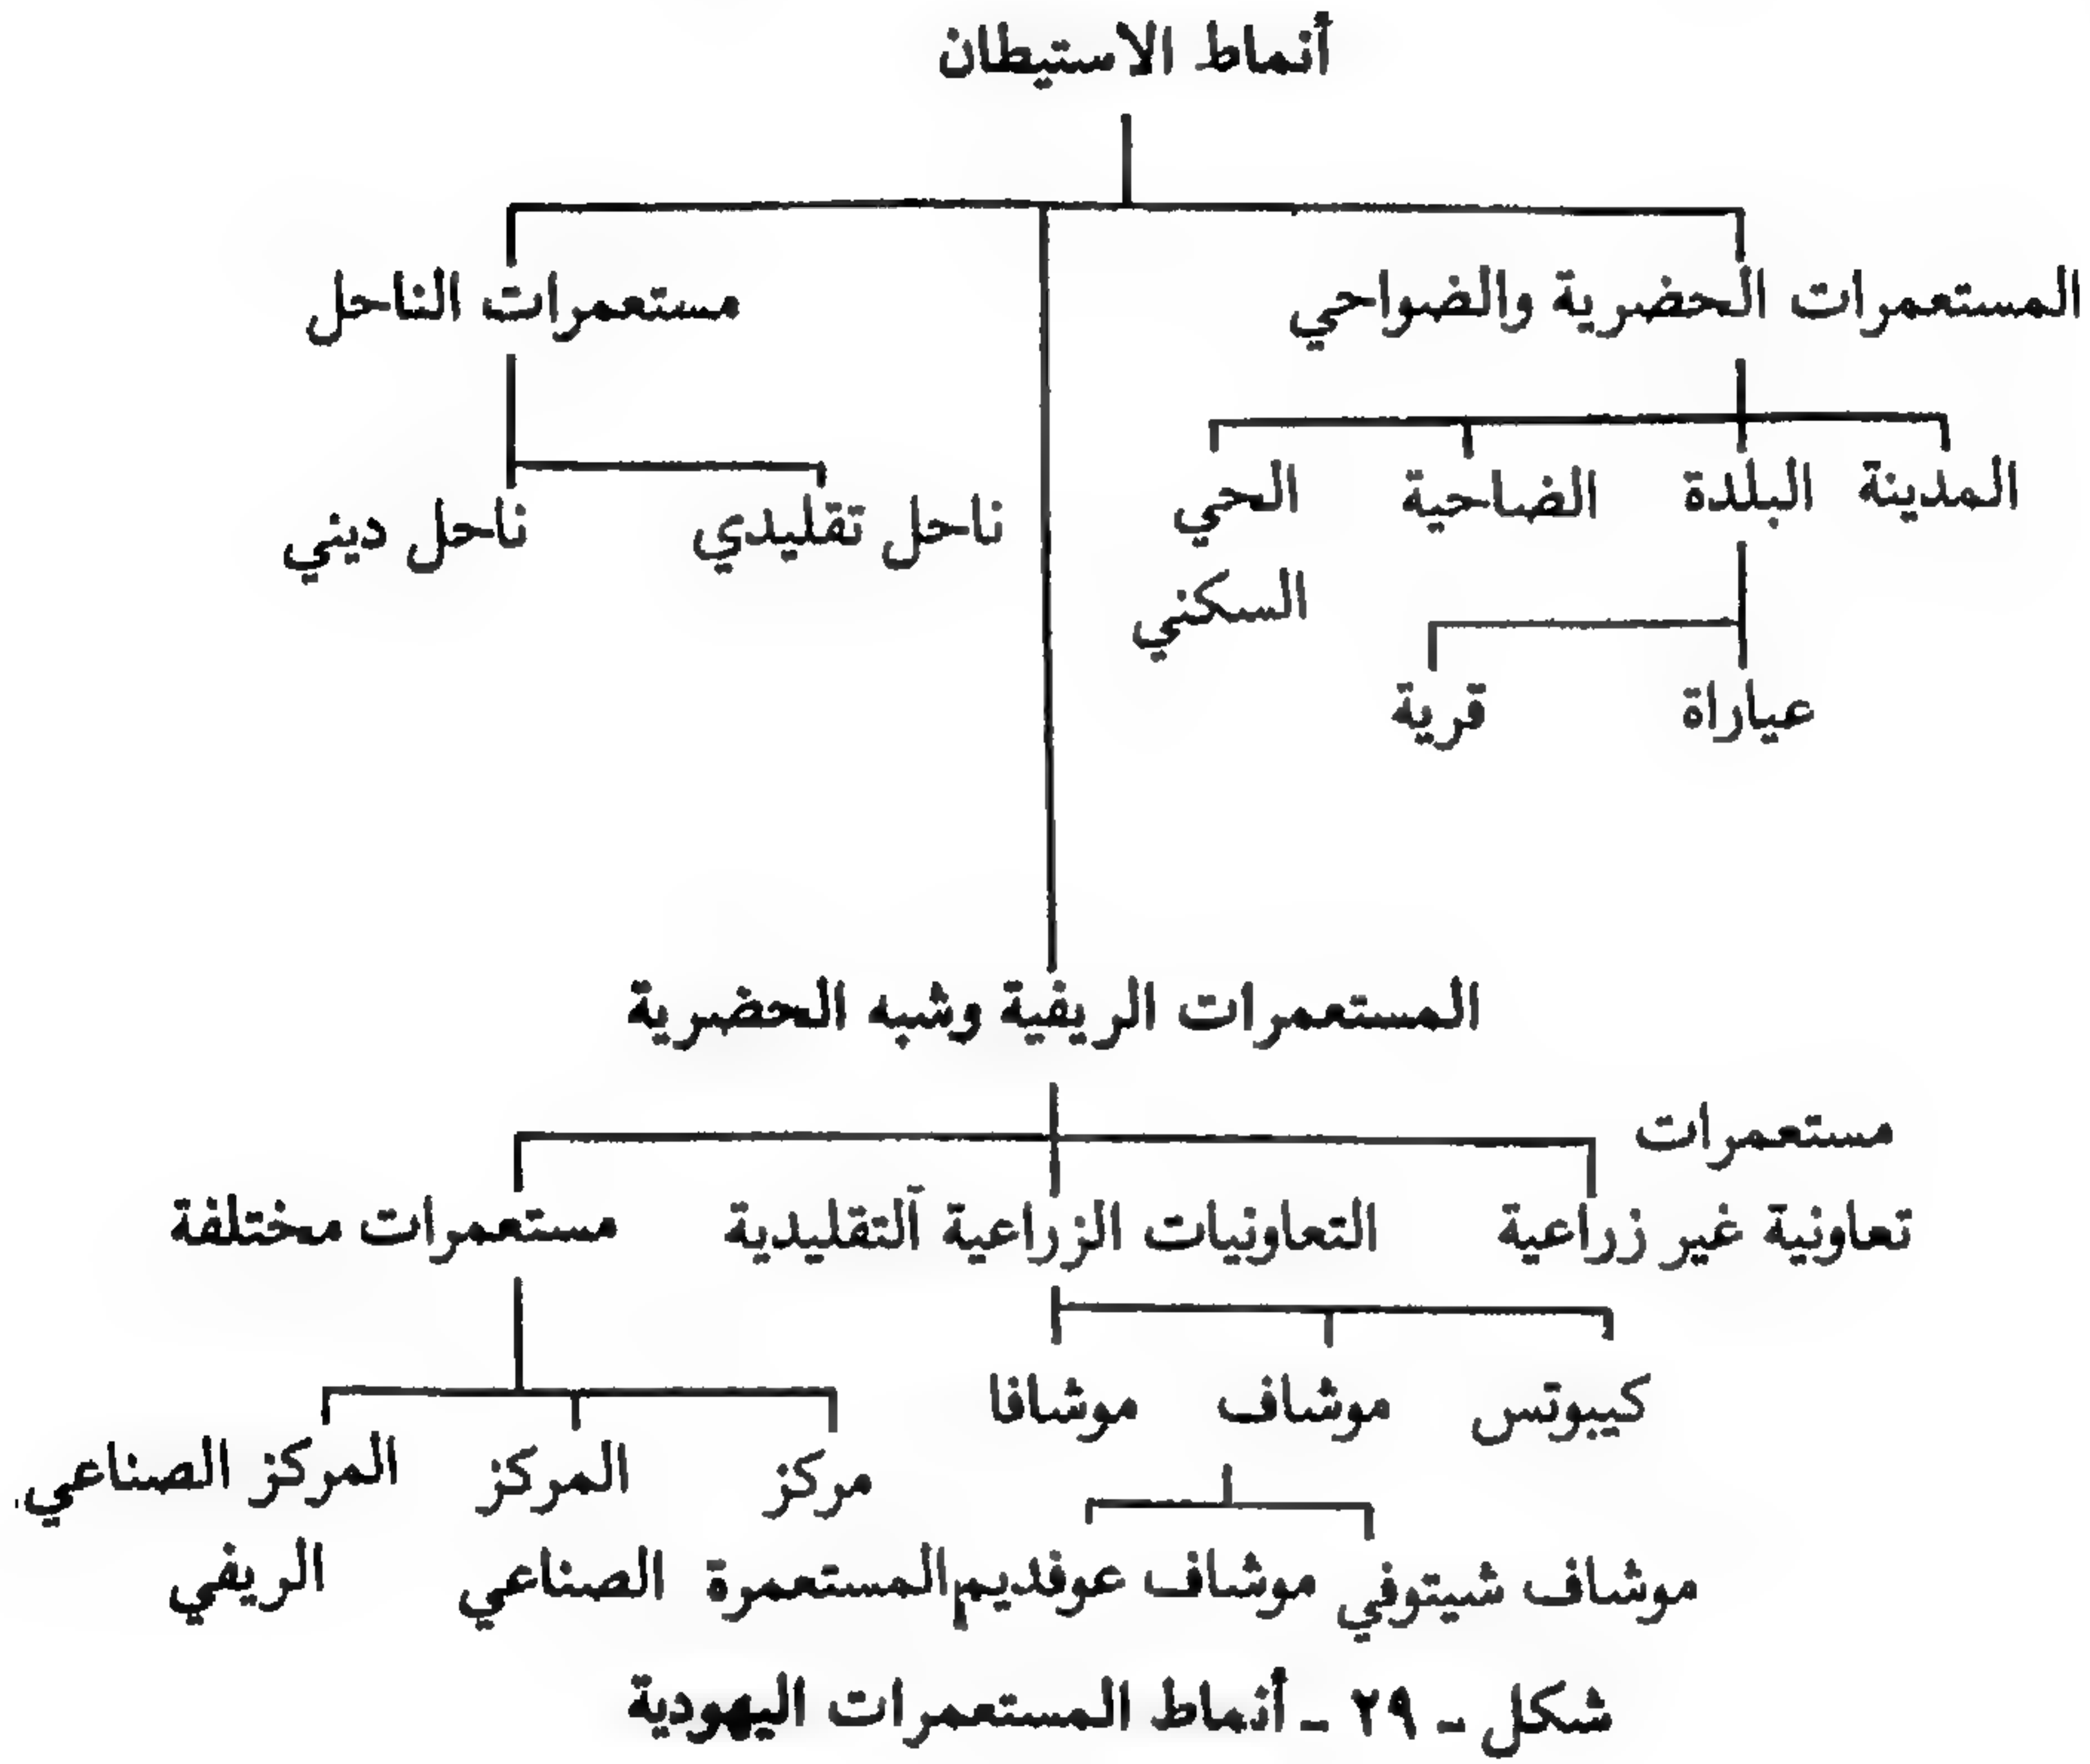 أنماط الاستيطان
المستعمرات الحضرية والضواحي
مستعمرات الناحل
المدينة البلدة الضاحية الحي
السكني
ناحل تقليدي ناحل ديني
عياراة قرية
المستعمرات الريفية وشبه الحضرية
مستعمرات
تعاونية غير زراعية التعاونيات الزراعية التقليدية مستعمرات مختلفة
كيبوتس موشاف موشافا
مركز المركز المركز الصناعي
موشاف شيتوفي موشاف عوفديم المستعمرة الصناعي الريفي
شكل - ٢٩ - أنماط المستعمرات اليهودية